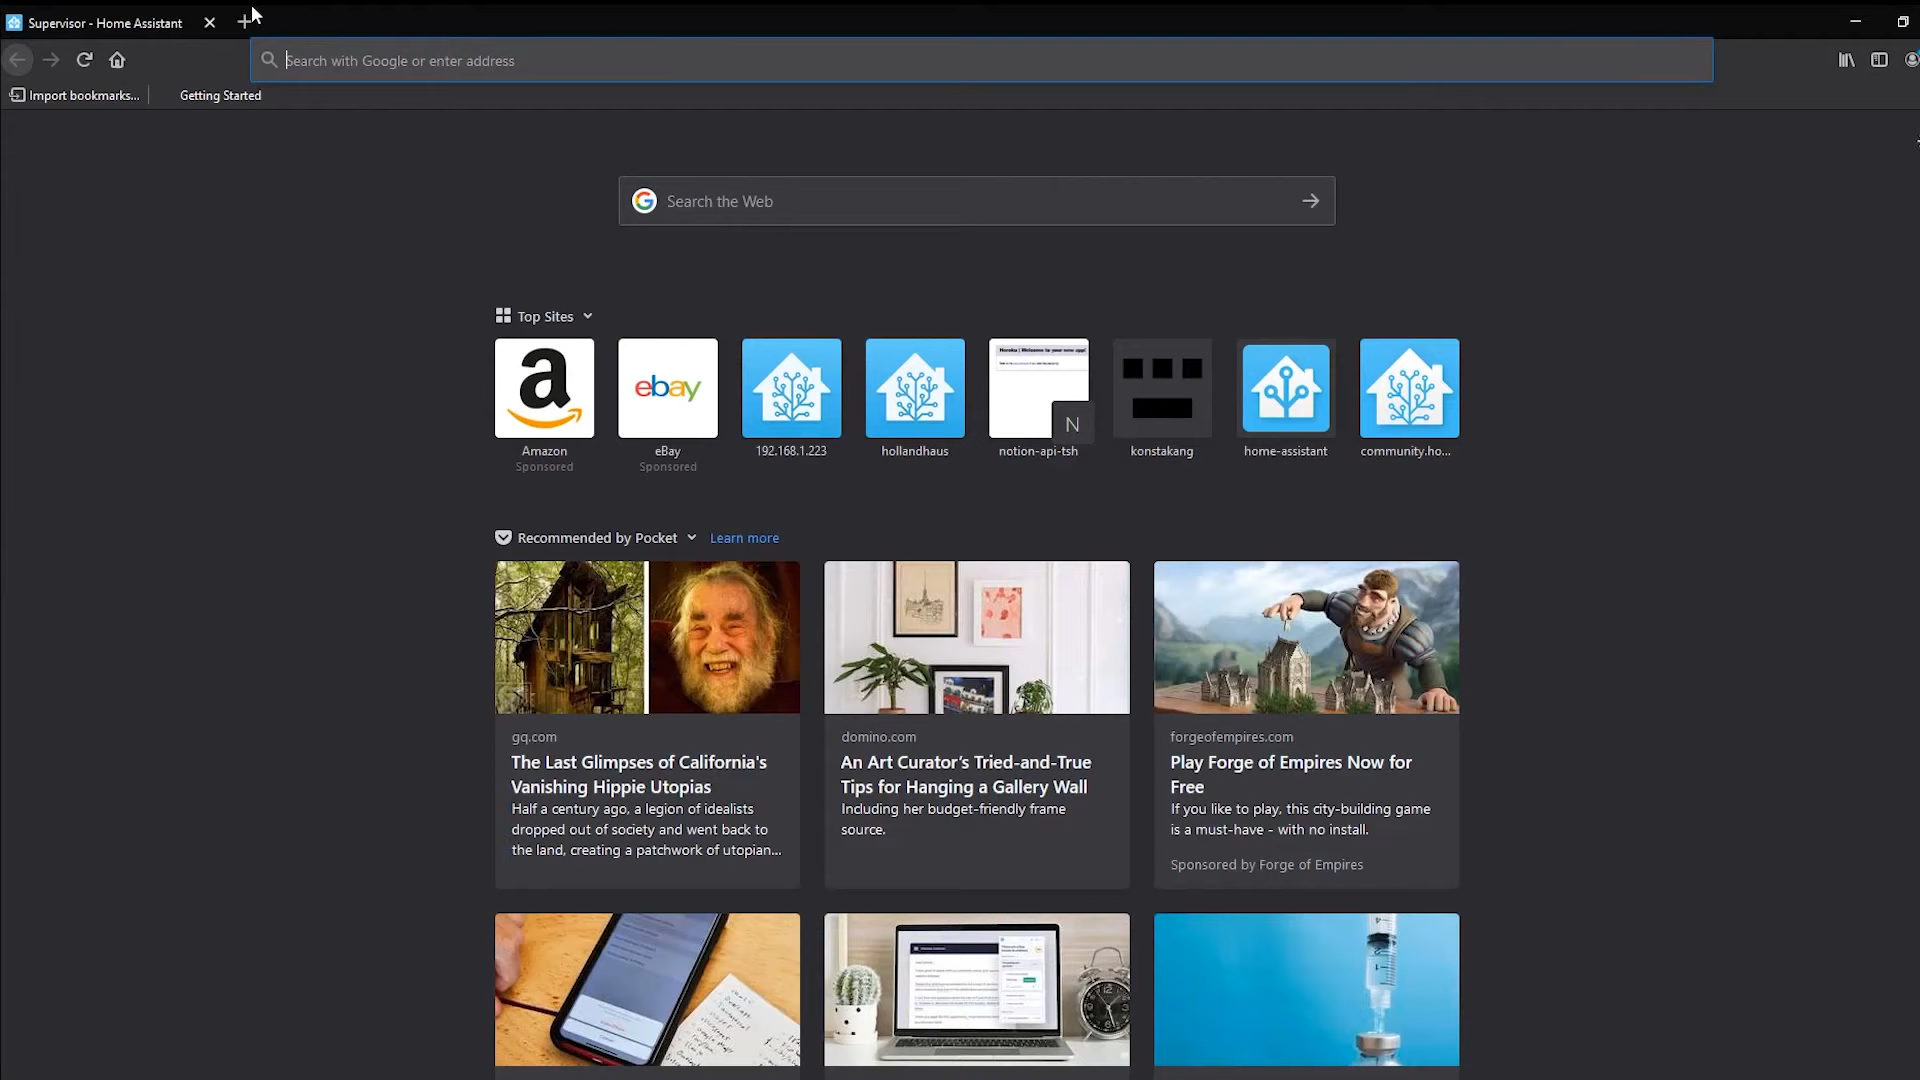 Supervisor - Home Assistant
Search with Google or enter address
Import bookmarks...
Getting Started
Search the Web
Top Sites
a
ebay
N
Amazon
Sponsored
eBay
Sponsored
192.168.1.223
hollandhaus
notion-api-tsh
konstakang
home-assistant
community.ho...
Recommended by Pocket
Learn more
gq.com
The Last Glimpses of California's
Vanishing Hippie Utopias
Half a century ago, a legion of idealists
dropped out of society and went back to
the land, creating a patchwork of utopian...
domino.com
An Art Curator's Tried-and-True
Tips for Hanging a Gallery Wall
Including her budget-friendly frame
source.
forgeofempires.com
Play Forge of Empires Now for
Free
If you like to play, this city-building game
is a must-have - with no install.
Sponsored by Forge of Empires